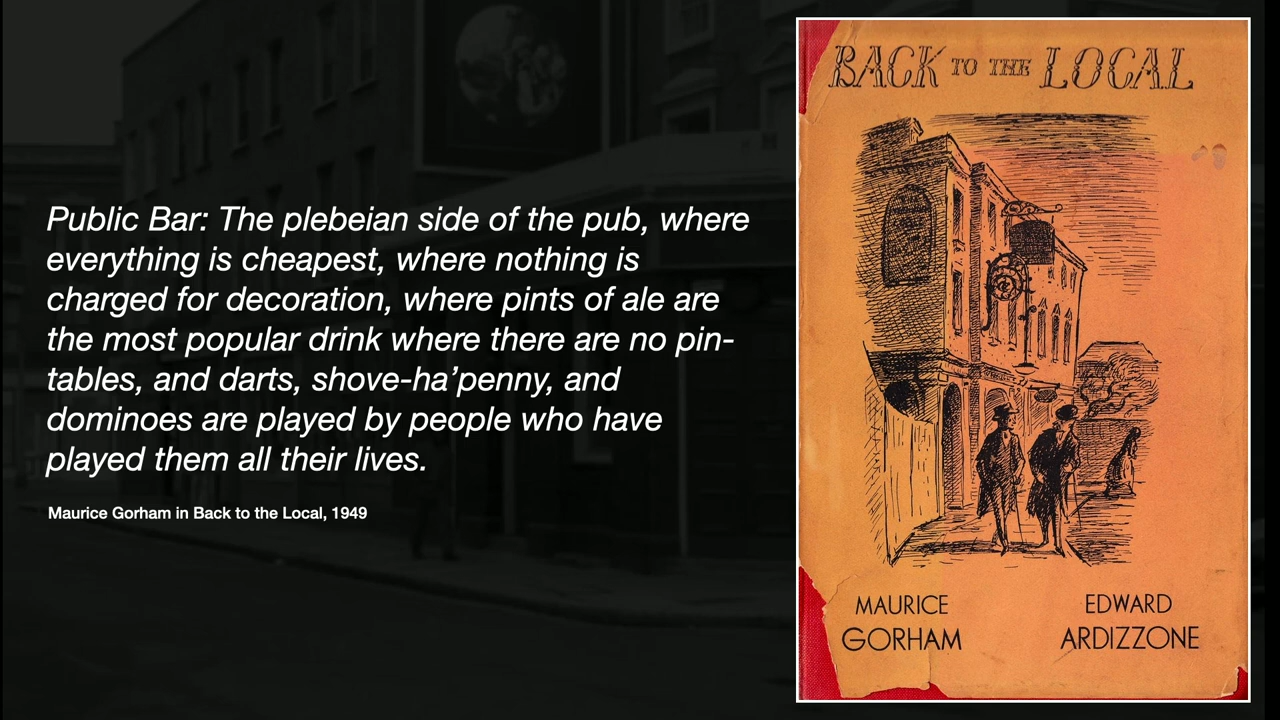 Public Bar: The plebeian side of the pub, where
everything is cheapest, where nothing is
charged for decoration, where pints of ale are
the most popular drink where there are no pin-
tables, and darts, shove-ha’penny, and
dominoes are played by people who have
played them all their lives.
Maurice Gorham in Back to the Local, 1949
BACK TO THE LOCAL
MAURICE
GORHAM
EDWARD
ARDIZZONE